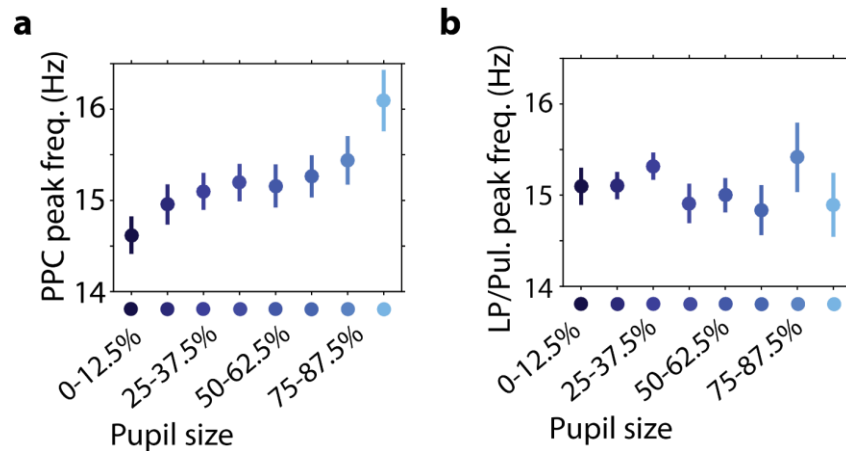 a
PPC peak freq. (Hz)
16
15
14
0-12.5%
25-37.5%
50-62.5%
75-87.5%
Pupil size
b
LP/Pul. peak freq. (Hz)
16
15
14
0-12.5%
25-37.5%
50-62.5%
75-87.5%
Pupil size